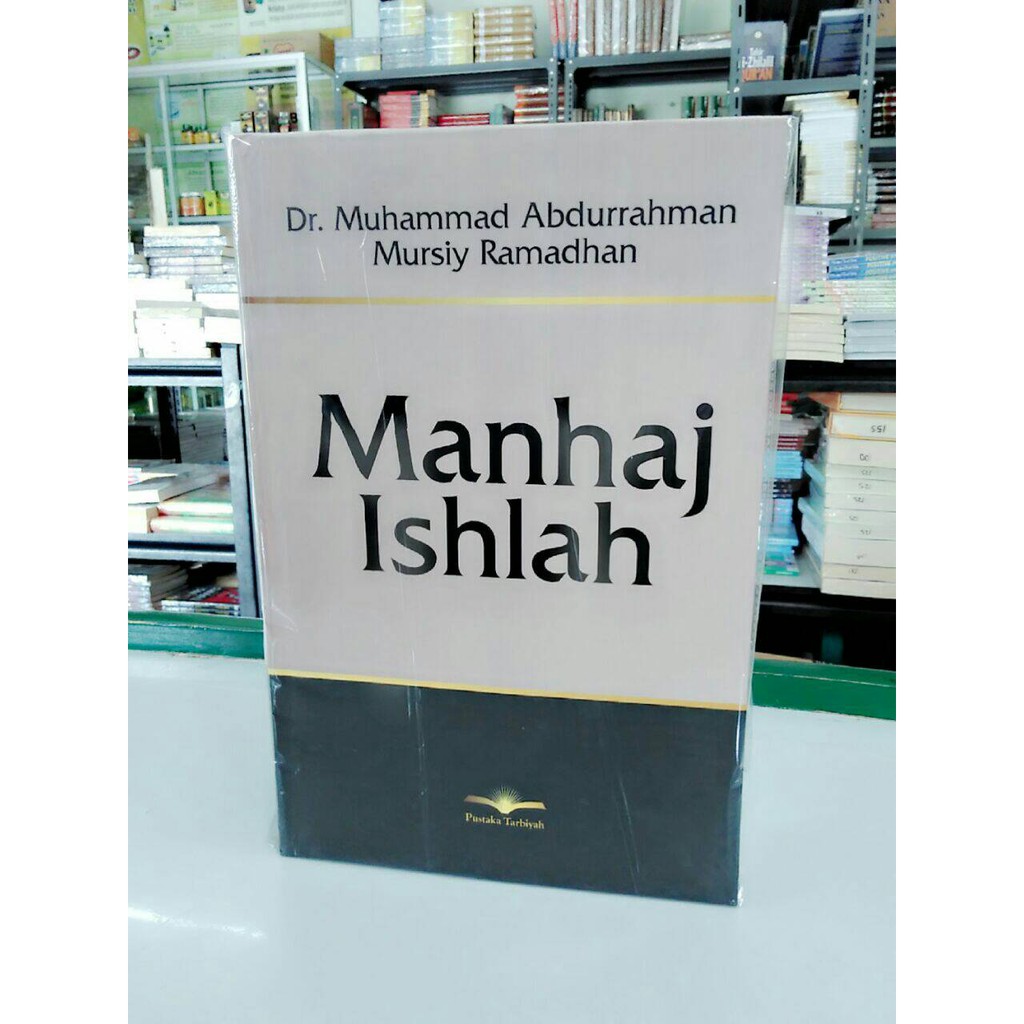 Dr. Muhammad Abdurrahman
Mursiy Ramadhan
Manhaj
Ishlah
Pustaka Tarbiyah